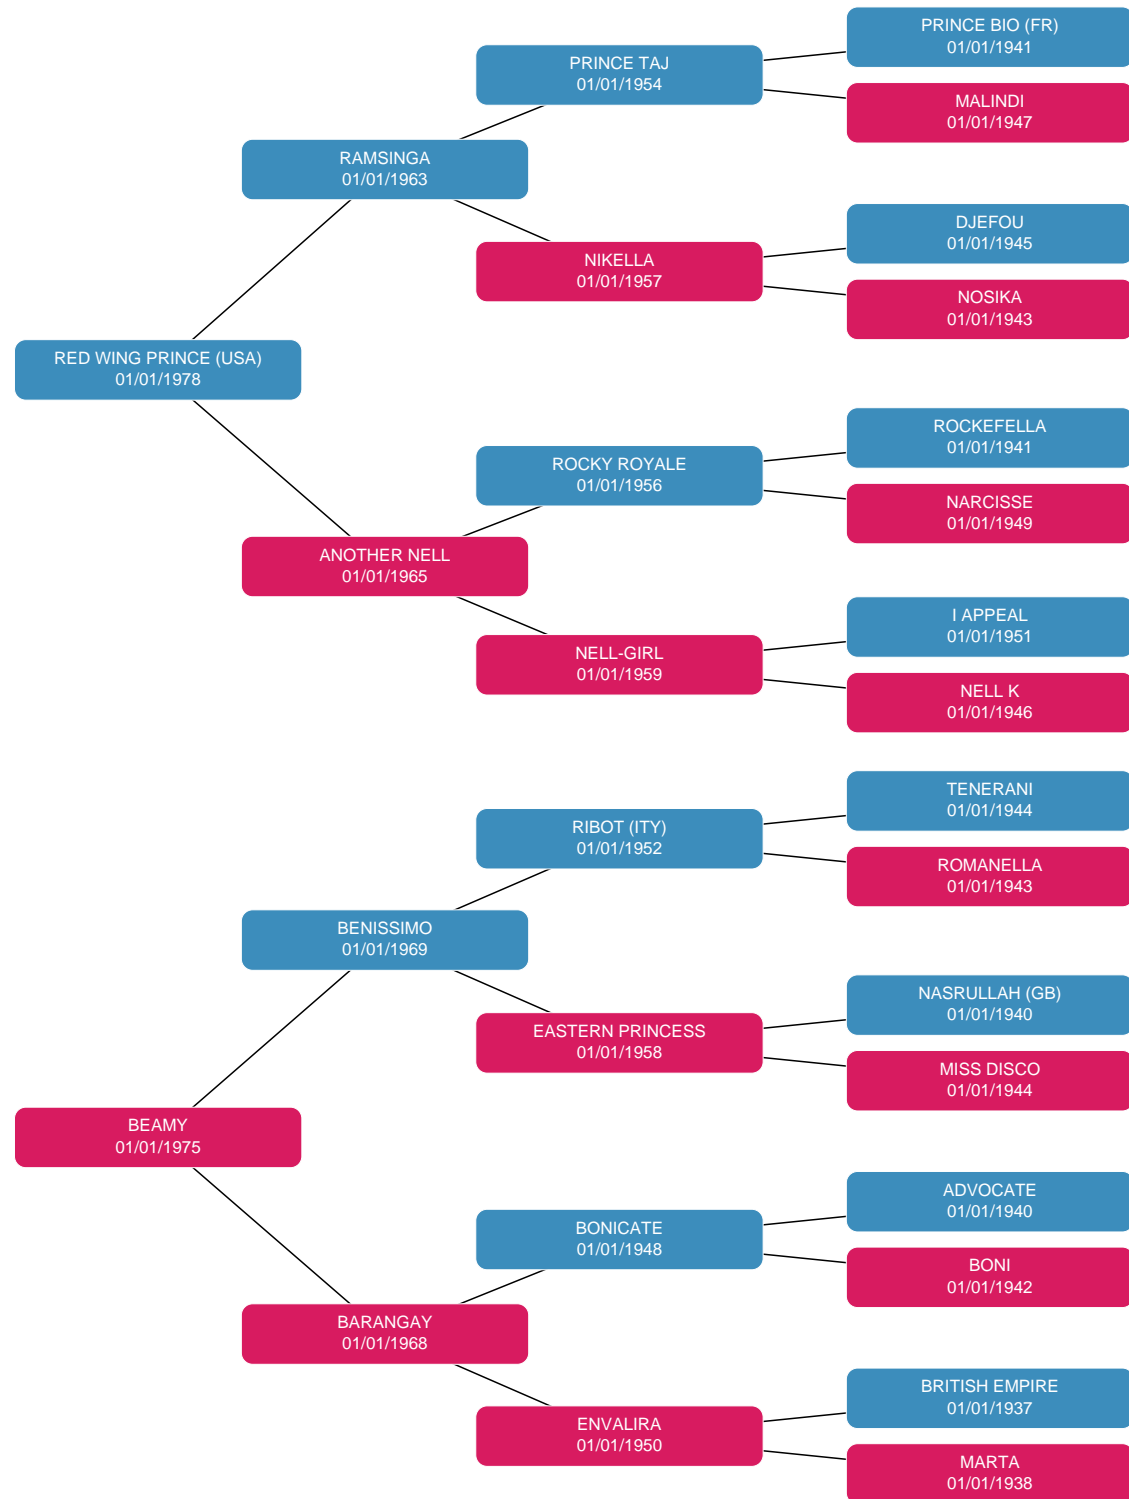 PRINCE BIO (FR)
01/01/1941
PRINCE TAJ
01/01/1954
MALINDI
01/01/1947
RAMSINGA
01/01/1963
DJEFOU
01/01/1945
NIKELLA
01/01/1957
NOSIKA
01/01/1943
RED WING PRINCE (USA)
01/01/1978
ROCKEFELLA
01/01/1941
ROCKY ROYALE
01/01/1956
NARCISSE
01/01/1949
ANOTHER NELL
01/01/1965
I APPEAL
01/01/1951
NELL-GIRL
01/01/1959
NELL K
01/01/1946
TENERANI
01/01/1944
RIBOT (ITY)
01/01/1952
ROMANELLA
01/01/1943
BENISSIMO
01/01/1969
NASRULLAH (GB)
01/01/1940
EASTERN PRINCESS
01/01/1958
MISS DISCO
01/01/1944
BEAMY
01/01/1975
ADVOCATE
01/01/1940
BONICATE
01/01/1948
BONI
01/01/1942
BARANGAY
01/01/1968
BRITISH EMPIRE
01/01/1937
ENVALIRA
01/01/1950
MARTA
01/01/1938